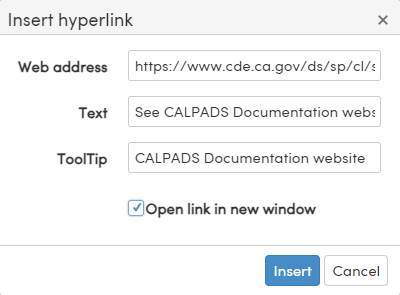 Insert hyperlink ×
Web address https://www.cde.ca.gov/ds/sp/cl/s
Text See CALPADS Documentation webs
ToolTip CALPADS Documentation website
Open link in new window
Insert Cancel